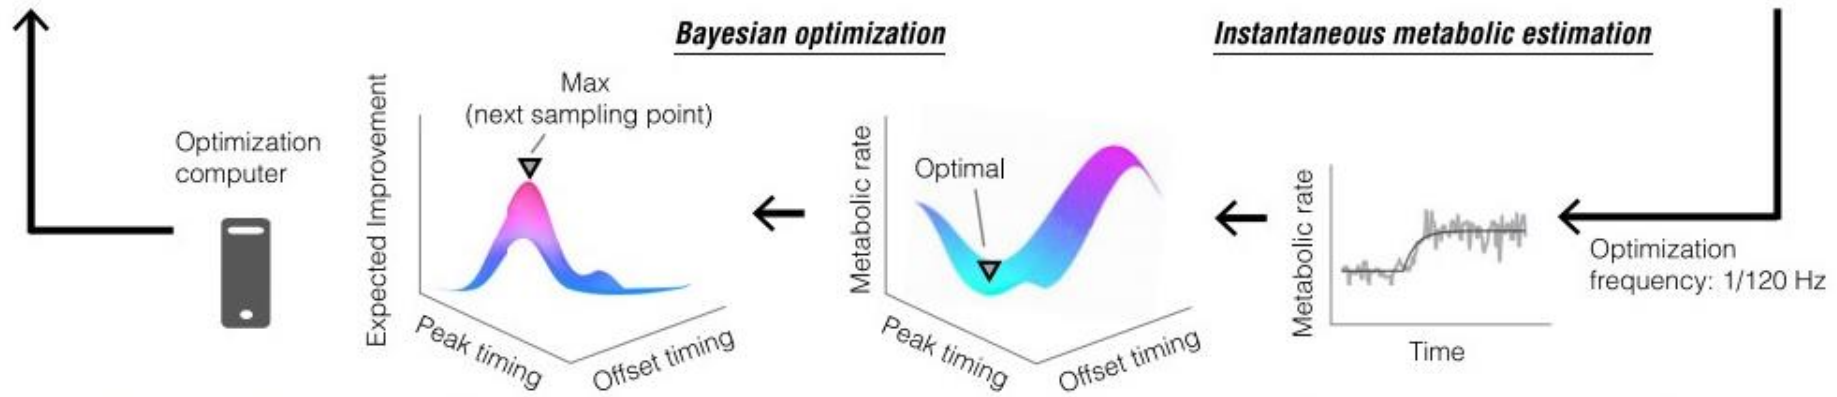 Bayesian optimization
Instantaneous metabolic estimation
Optimization
computer
Expected Improvement
Max
(next sampling point)
Peak timing
Offset timing
Metabolic rate
Optimal
Peak timing
Offset timing
Metabolic rate
Time
Optimization
frequency: 1/120 Hz